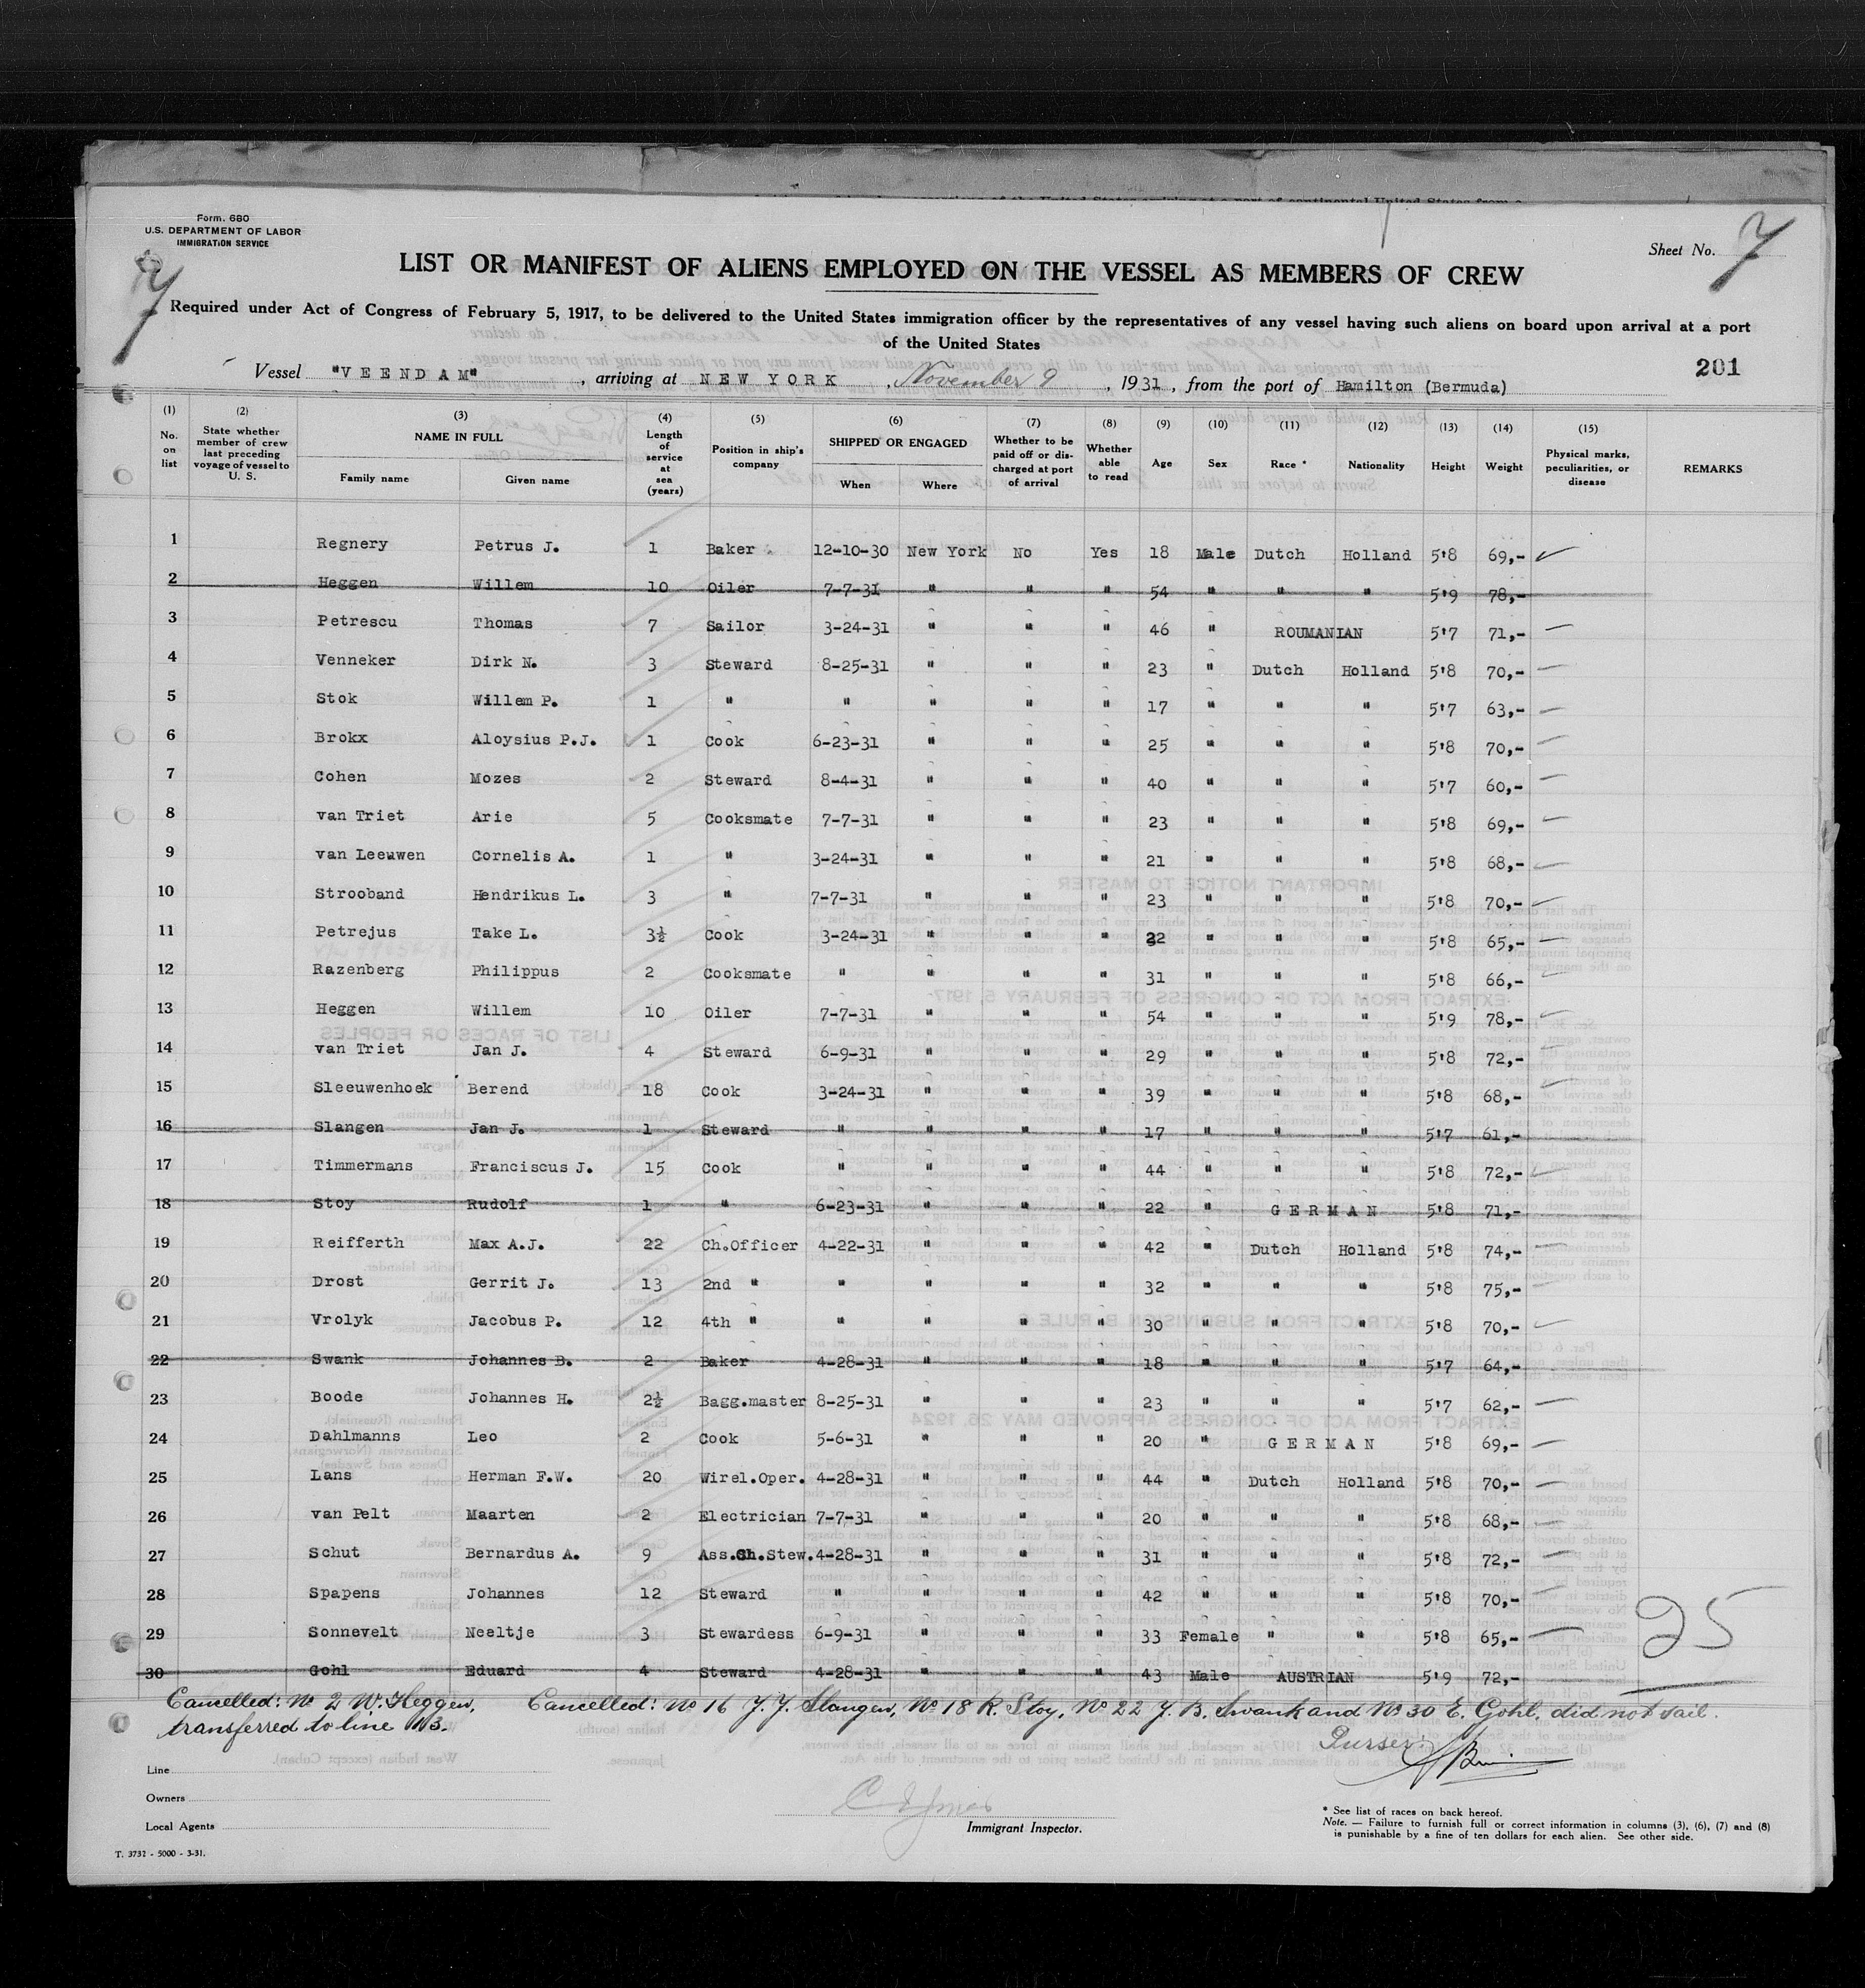 Form. 680
U.S. DEPARTMENT OF LABOR
IMMIGRATION SERVICE
Sheet No. 7
7
LIST OR MANIFEST OF ALIENS EMPLOYED ON THE VESSEL AS MEMBERS OF CREW
Required under Act of Congress of February 5, 1917, to be delivered to the United States immigration officer by the representatives of any vessel having such aliens on board upon arrival at a port
of the United States
201
Vessel "VEENDAM", arriving at NEW YORK, November 9, 1931, from the port of Hamilton (Bermuda)
(1) No. on list (2) State whether member of crew last preceding voyage of vessel to U. S. (3) NAME IN FULL Family name Given name (4) Length of service at sea (years) (5) Position in ship's company (6) SHIPPED OR ENGAGED When Where (7) Whether to be paid off or discharged at port of arrival (8) Whether able to read (9) Age (10) Sex (11) Race * (12) Nationality (13) Height (14) Weight (15) Physical marks, peculiarities, or disease REMARKS
1 Regnery Petrus J. 1 Baker 12-10-30 New York No Yes 18 Male Dutch Holland 5'8 69,-
2 Heggen Willem 10 Oiler 7-7-31 " " " 54 " " " 5'9 78,-
3 Petrescu Thomas 7 Sailor 3-24-31 " " " 46 " ROUMANIAN 5'7 71,-
4 Venneker Dirk N. 3 Steward 8-25-31 " " " 23 " Dutch Holland 5'8 70,-
5 Stok Willem P. 1 " " " " " 17 " " " 5'7 63,-
6 Brokx Aloysius P.J. 1 Cook 6-23-31 " " " 25 " " " 5'8 70,-
7 Cohen Mozes 2 Steward 8-4-31 " " " 40 " " " 5'7 60,-
8 van Triet Arie 5 Cooksmate 7-7-31 " " " 23 " " " 5'8 69,-
9 van Leeuwen Cornelis A. 1 " 3-24-31 " " " 21 " " " 5'8 68,-
10 Strooband Hendrikus L. 3 " 7-7-31 " " " 23 " " " 5'8 70,-
11 Petrejus Take L. 3½ Cook 3-24-31 " " " 22 " " " 5'8 65,-
12 Razenberg Philippus 2 Cooksmate " " " " 31 " " " 5'8 66,-
13 Heggen Willem 10 Oiler 7-7-31 " " " 54 " " " 5'9 78,-
14 van Triet Jan J. 4 Steward 6-9-31 " " " 29 " " " 5'8 72,-
15 Sleeuwenhoek Berend 18 Cook 3-24-31 " " " 39 " " " 5'8 68,-
16 Slangen Jan J. 1 Steward " " " " 17 " " " 5'7 61,-
17 Timmermans Franciscus J. 15 Cook " " " " 44 " " " 5'8 72,-
18 Stoy Rudolf 1 " 6-23-31 " " " 22 " GERMAN 5'8 71,-
19 Reifferth Max A.J. 22 Ch.Officer 4-22-31 " " " 42 " Dutch Holland 5'8 74,-
20 Drost Gerrit J. 13 2nd " " " " " 32 " " " 5'8 75,-
21 Vrolyk Jacobus P. 12 4th " " " " " 30 " " " 5'8 70,-
22 Swank Johannes B. 2 Baker 4-28-31 " " " 18 " " " 5'7 64,-
23 Boode Johannes H. 2½ Bagg.master 8-25-31 " " " 23 " " " 5'7 62,-
24 Dahlmanns Leo 2 Cook 5-6-31 " " " 20 " GERMAN 5'8 69,-
25 Lans Herman F.W. 20 Wirel.Oper. 4-28-31 " " " 44 " Dutch Holland 5'8 70,-
26 van Pelt Maarten 2 Electrician 7-7-31 " " " 20 " " " 5'8 68,-
27 Schut Bernardus A. 9 Ass.Ch.Stew. 4-28-31 " " " 31 " " " 5'8 72,-
28 Spapens Johannes 12 Steward " " " " 42 " " " 5'8 70,-
29 Sonnevelt Neeltje 3 Stewardess 6-9-31 " " " 33 Female " " 5'8 65,-
30 Gohl Eduard 4 Steward 4-28-31 " " " 43 Male AUSTRIAN 5'9 72,-
25
Cancelled: No 2 W. Heggen, Cancelled: No 16 J. J. Slangen, No 18 R. Stoy, No 22 J. B. Swank and No 30 E. Gohl, did not sail.
transferred to line 13.
Purser:
Line
Owners
Local Agents
Immigrant Inspector.
* See list of races on back hereof.
Note. — Failure to furnish full or correct information in columns (3), (6), (7) and (8)
is punishable by a fine of ten dollars for each alien. See other side.
T. 3732 - 5000 - 3-31.